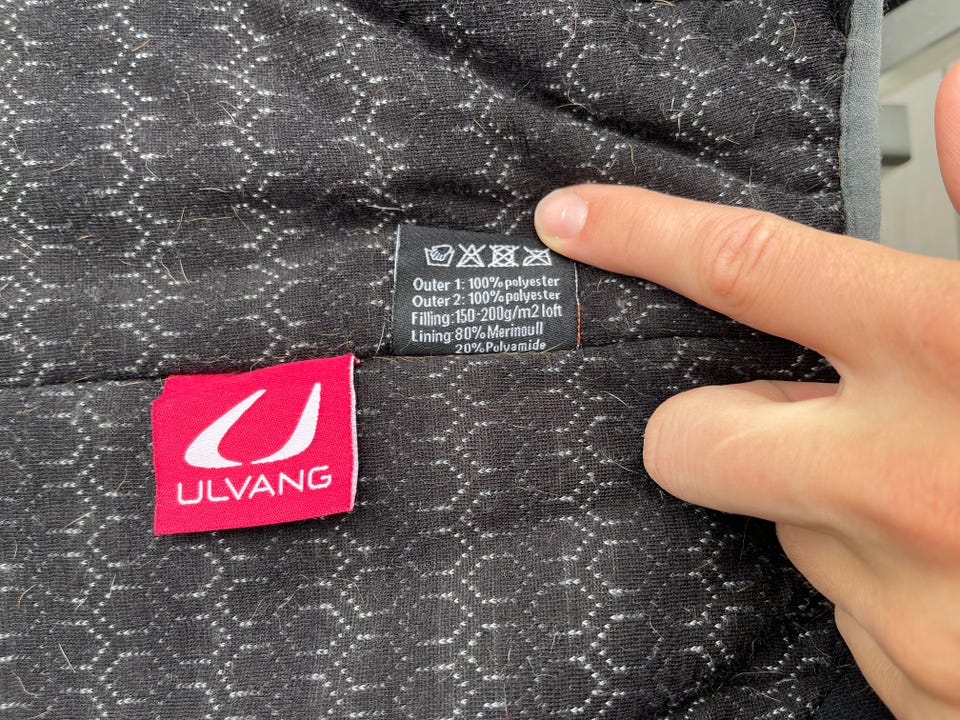 Outer 1: 100% polyester
Outer 2: 100% polyester
Filling: 150-200g/m2 loft
Lining: 80% Merinoull
20% Polyamide
ULVANG